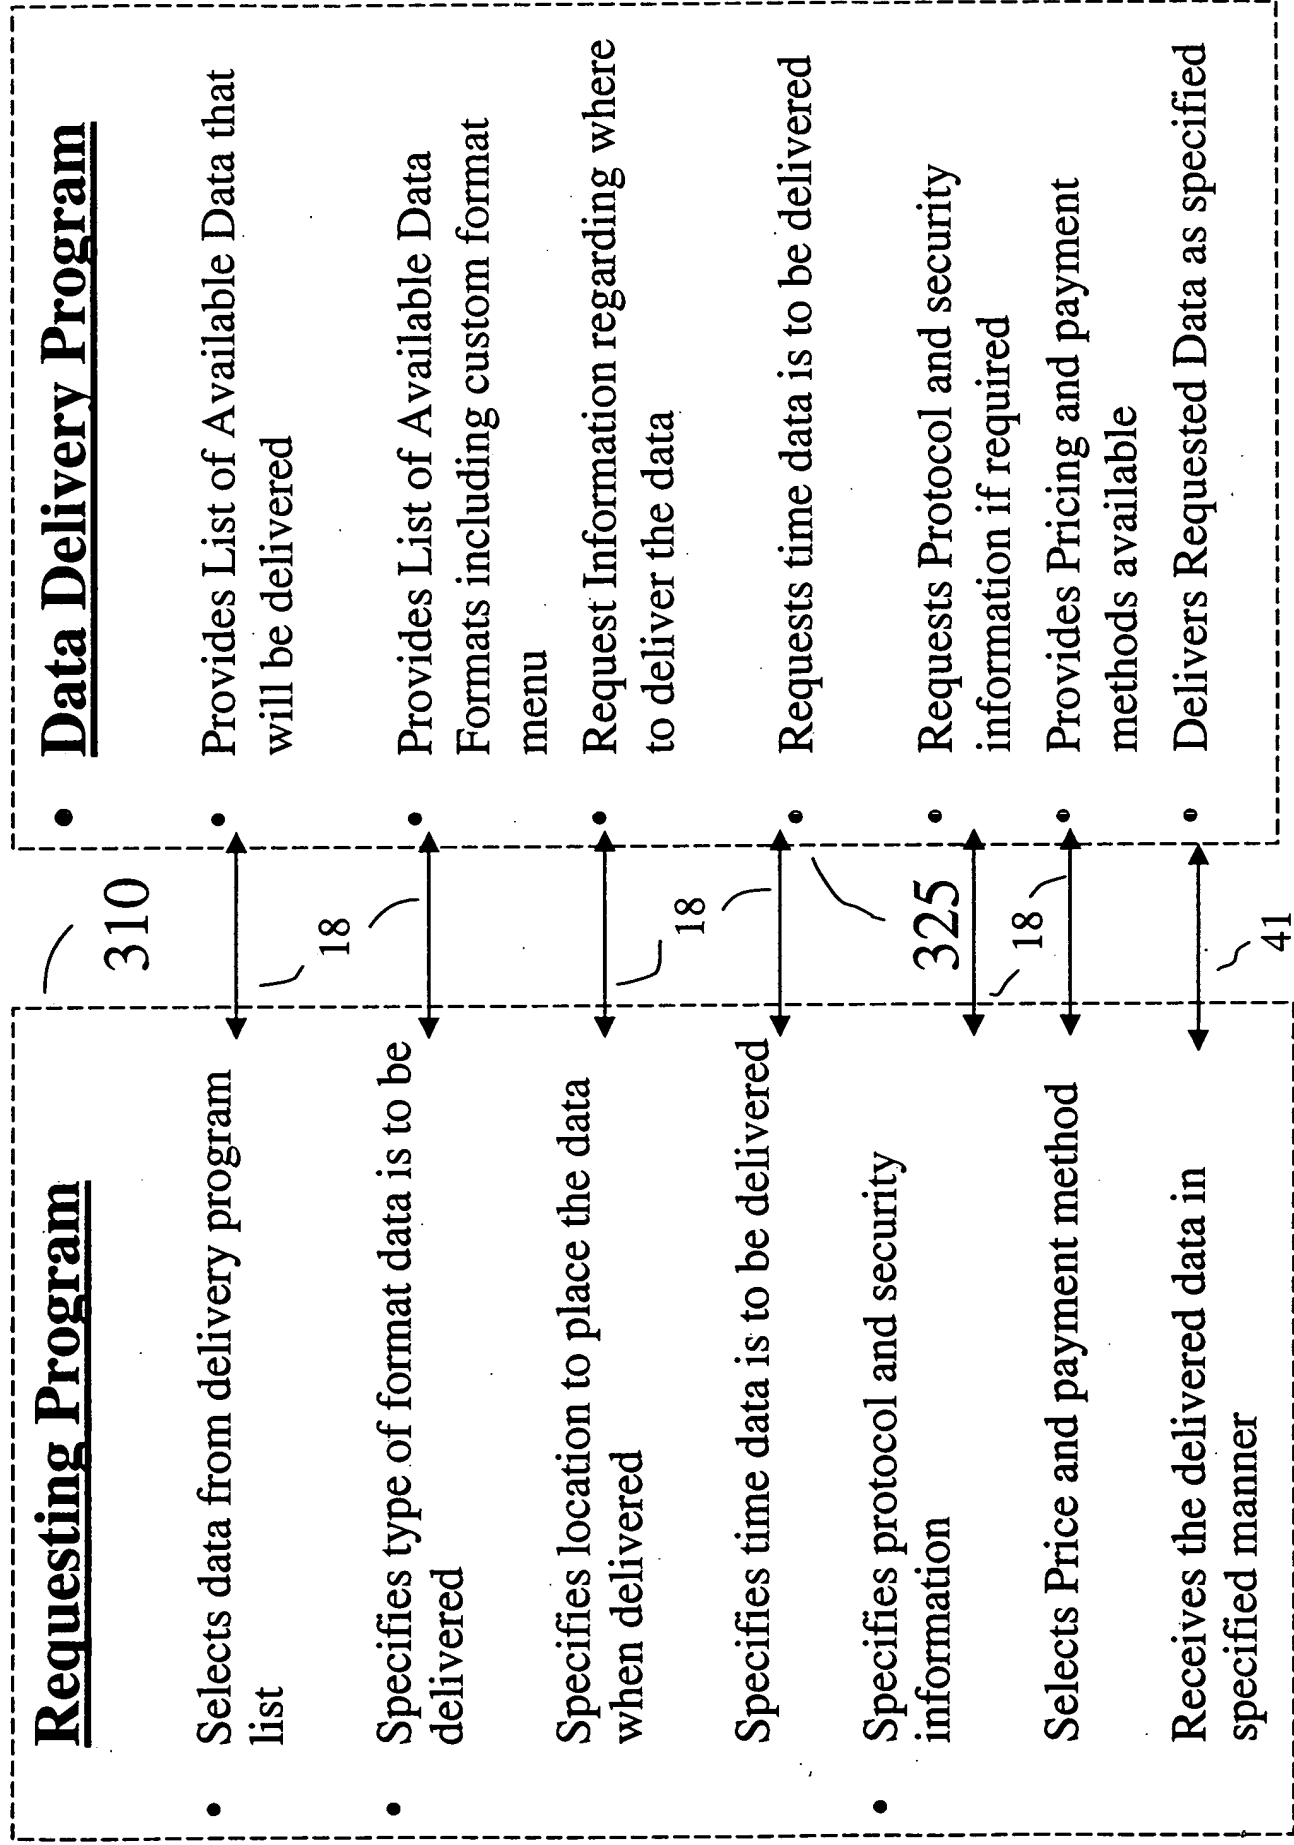 Requesting Program
• Selects data from delivery program
list
• Specifies type of format data is to be
delivered
Specifies location to place the data
when delivered
Specifies time data is to be delivered
• Specifies protocol and security
information
Selects Price and payment method
Receives the delivered data in
specified manner
310
18
18
325
18
41
• Data Delivery Program
• Provides List of Available Data that
will be delivered
• Provides List of Available Data
Formats including custom format
menu
• Request Information regarding where
to deliver the data
• Requests time data is to be delivered
• Requests Protocol and security
information if required
• Provides Pricing and payment
methods available
• Delivers Requested Data as specified